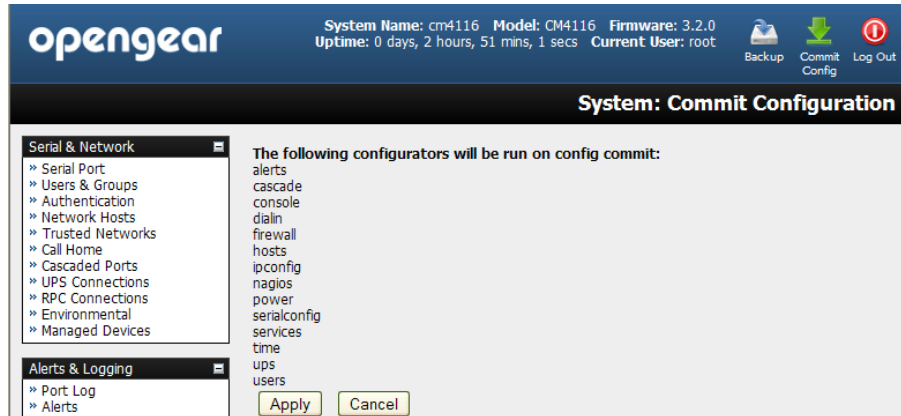 opengear
System Name: cm4116 Model: CM4116 Firmware: 3.2.0
Uptime: 0 days, 2 hours, 51 mins, 1 secs Current User: root
Backup
Commit
Config
Log Out
System: Commit Configuration
Serial & Network
» Serial Port
» Users & Groups
» Authentication
» Network Hosts
» Trusted Networks
» Call Home
» Cascaded Ports
» UPS Connections
» RPC Connections
» Environmental
» Managed Devices
Alerts & Logging
» Port Log
» Alerts
The following configurators will be run on config commit:
alerts
cascade
console
dialin
firewall
hosts
ipconfig
nagios
power
serialconfig
services
time
ups
users
Apply
Cancel